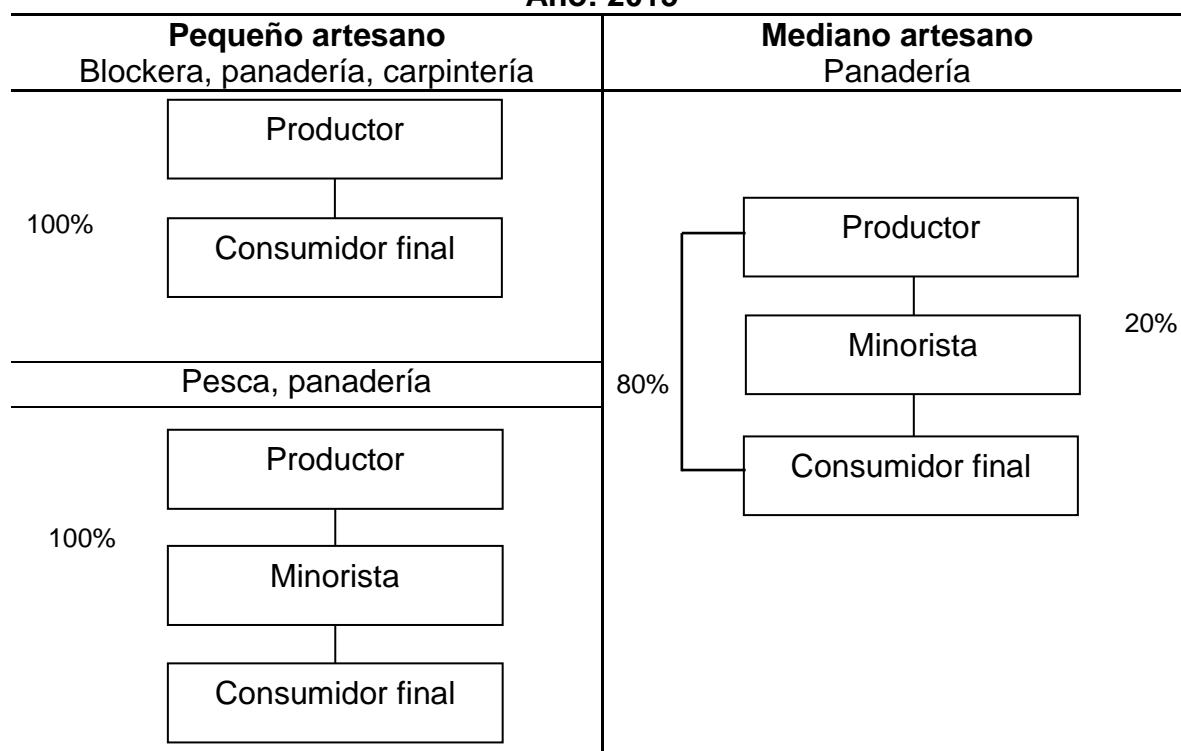 Pequeño artesano
Blockera, panadería, carpintería
Productor
100%
Consumidor final
Pesca, panadería
Productor
100%
Minorista
Consumidor final
Mediano artesano
Panadería
Productor
20%
Minorista
80%
Consumidor final